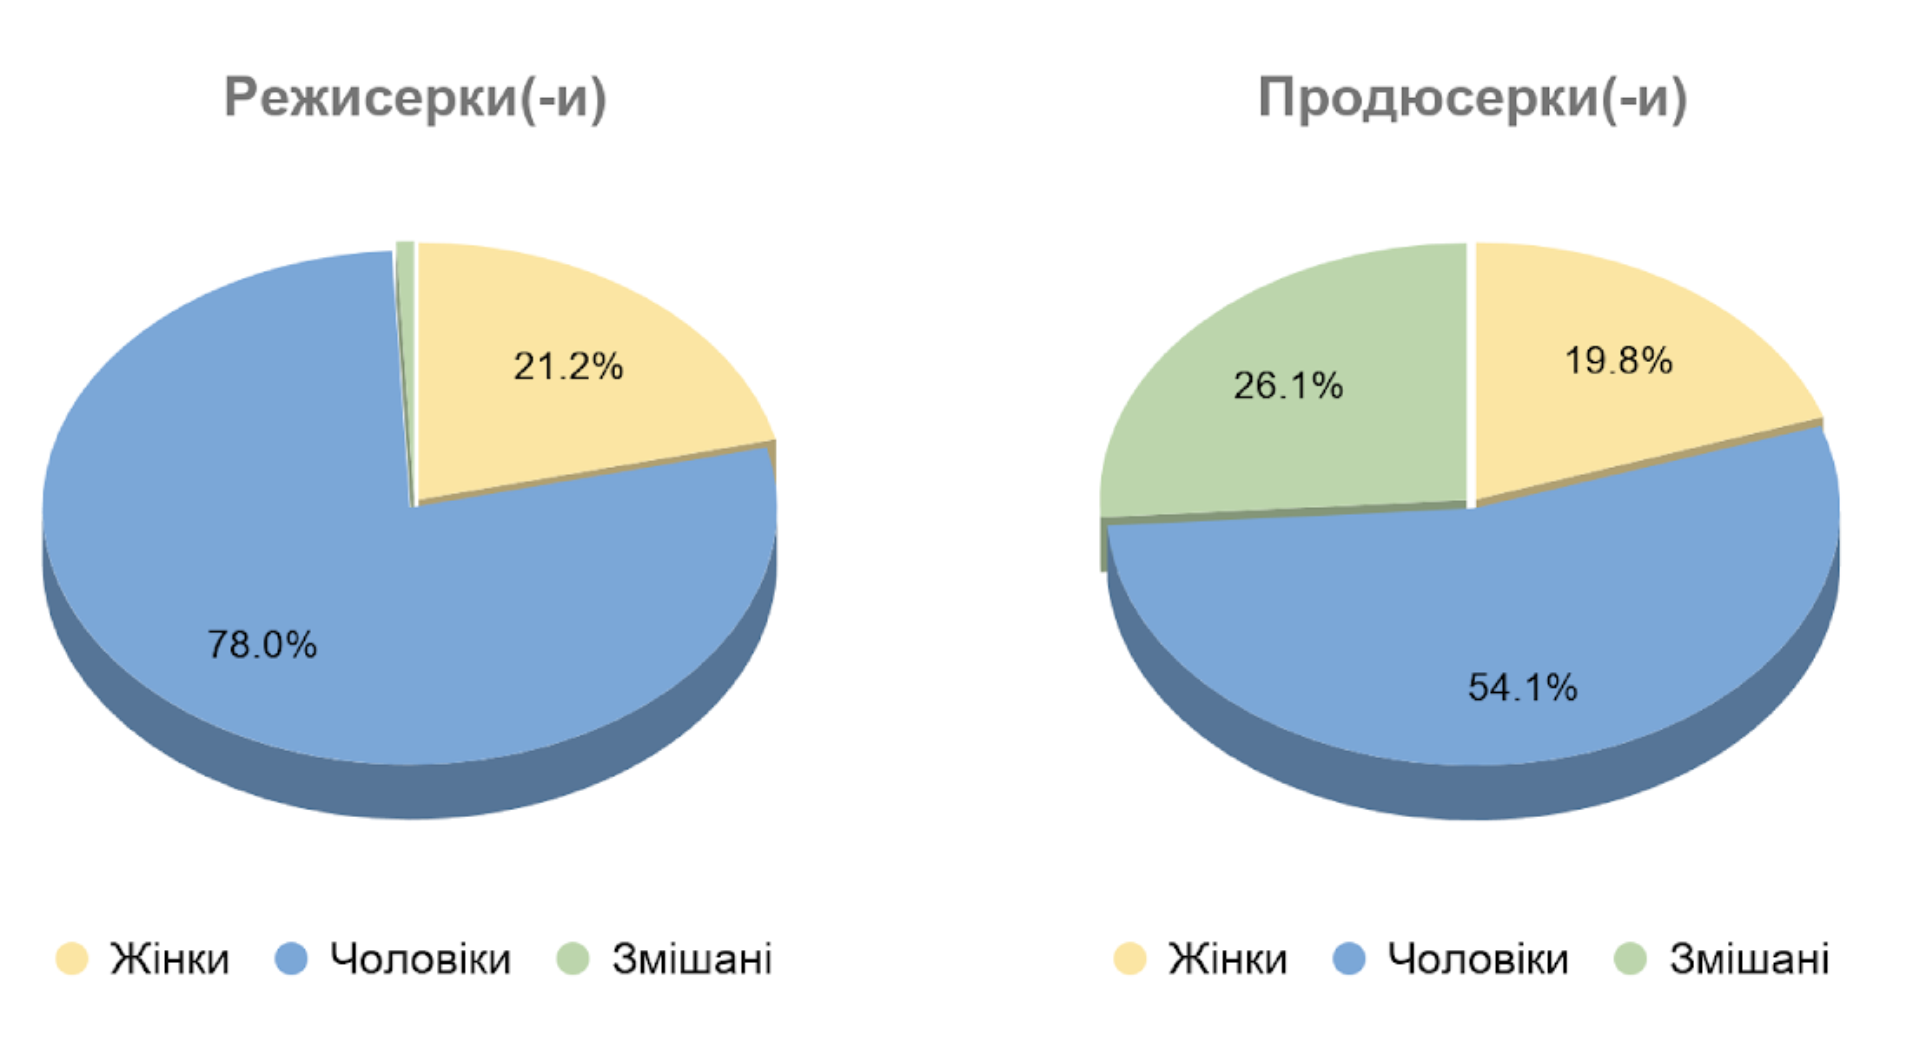 Режисерки(-и)
21.2%
78.0%
Жінки Чоловіки Змішані
Продюсерки(-и)
26.1%
19.8%
54.1%
Жінки Чоловіки Змішані